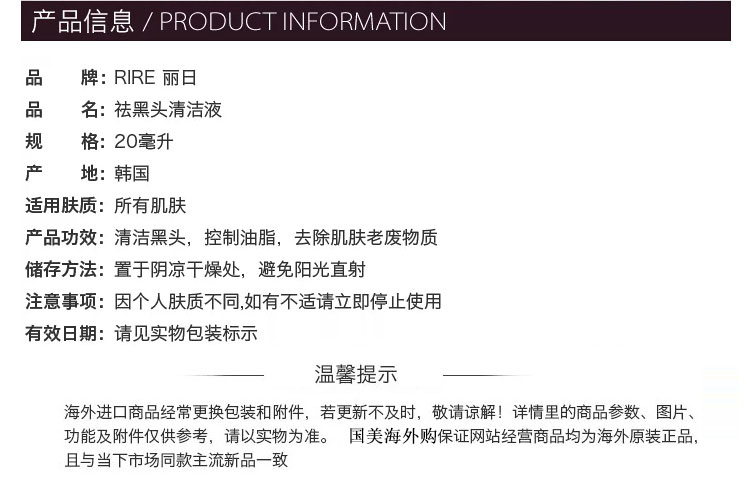 产品信息 / PRODUCT INFORMATION
品 牌: RIRE 丽日
品 名: 祛黑头清洁液
规 格: 20毫升
产 地: 韩国
适用肤质: 所有肌肤
产品功效: 清洁黑头，控制油脂，去除肌肤老废物质
储存方法: 置于阴凉干燥处，避免阳光直射
注意事项: 因个人肤质不同,如有不适请立即停止使用
有效日期: 请见实物包装标示
温馨提示
海外进口商品经常更换包装和附件，若更新不及时，敬请谅解！详情里的商品参数、图片、
功能及附件仅供参考，请以实物为准。 国美海外购保证网站经营商品均为海外原装正品，
且与当下市场同款主流新品一致